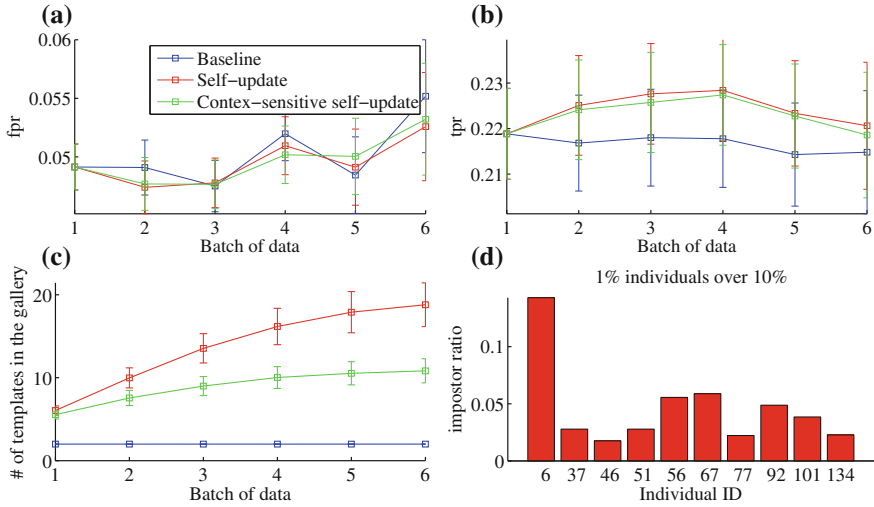 (a)
0.06
0.055
0.05
fpr
Baseline
Self-update
Contex-sensitive self-update
1 2 3 4 5 6
Batch of data
(b)
0.23
0.22
0.21
tpr
1 2 3 4 5 6
Batch of data
(c)
20
10
0
# of templates in the gallery
1 2 3 4 5 6
Batch of data
(d)
1% individuals over 10%
0.1
0.05
0
impostor ratio
6 37 46 51 56 67 77 92 101 134
Individual ID